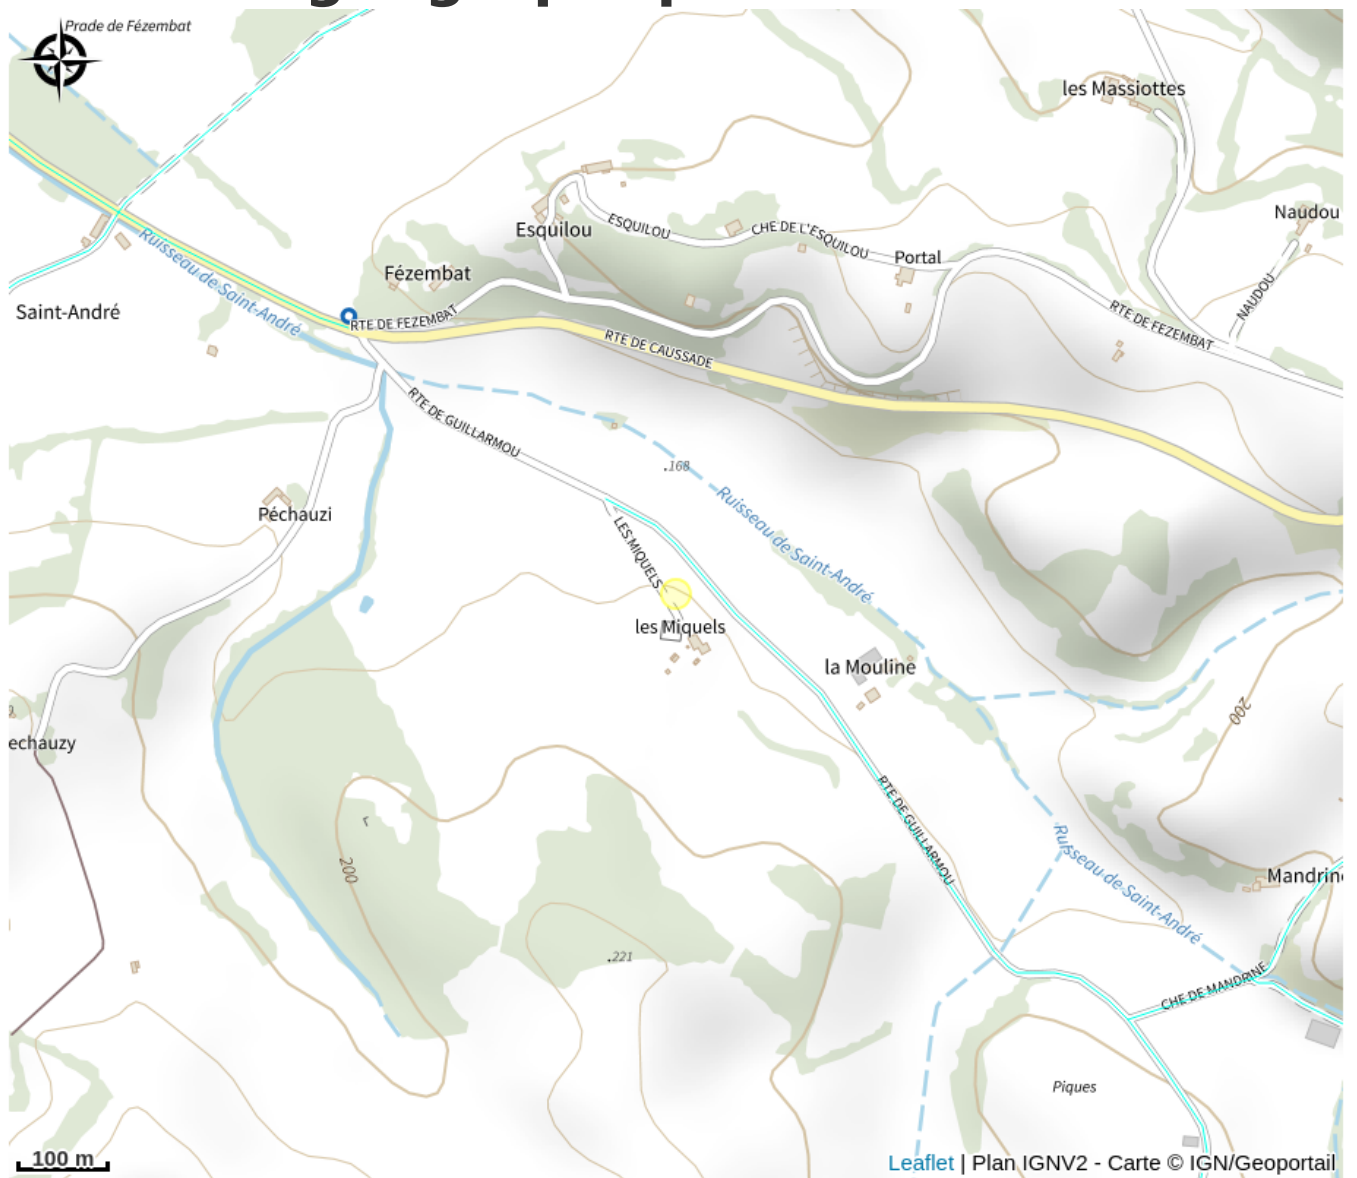 Prade de Fézembat
les Massiottes
Naudou
ESQUILOU
CHE DE L'ESQUILOU
Esquilou
Portal
Ruisseau de Saint-André
Fézembat
NAUDOU
Saint-André
RTE DE FEZEMBAT
RTE DE FEZEMBAT
RTE DE CAUSSADE
RTE DE GUILLARMOU
.168
Ruisseau de Saint-André
Péchauzi
LES MIQUELS
les Miquels
la Mouline
200
echauzy
RTE DE GUILLARMOU
Ruisseau de Saint-André
200
Mandrin
.221
CHE DE MANDRINE
Piques
100 m
Leaflet | Plan IGNV2 - Carte © IGN/Geoportail